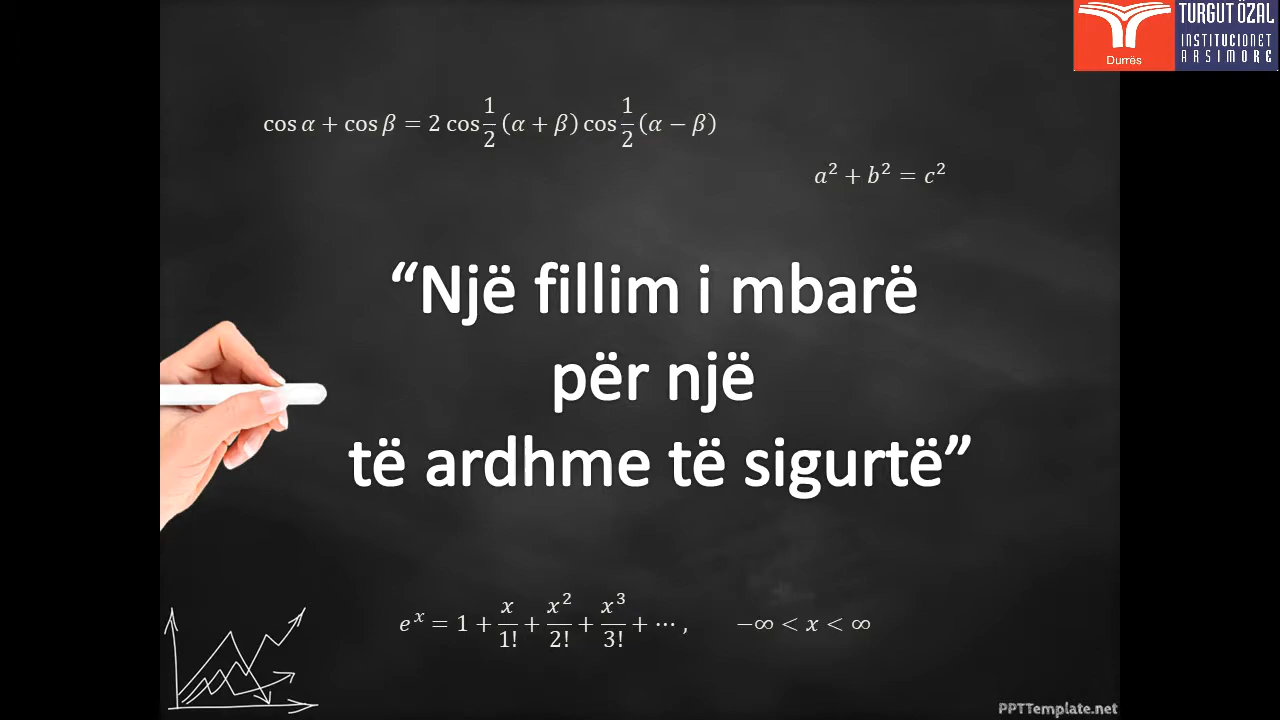 TURGUT ÖZAL
INSTITUCIONET
ARSIMORE
Durrës
cos α + cos β = 2 cos 1/2 (α + β) cos 1/2 (α − β)
a² + b² = c²
“Një fillim i mbarë
për një
të ardhme të sigurtë”
eˣ = 1 + x/1! + x²/2! + x³/3! + ⋯ , −∞ < x < ∞
PPTTemplate.net